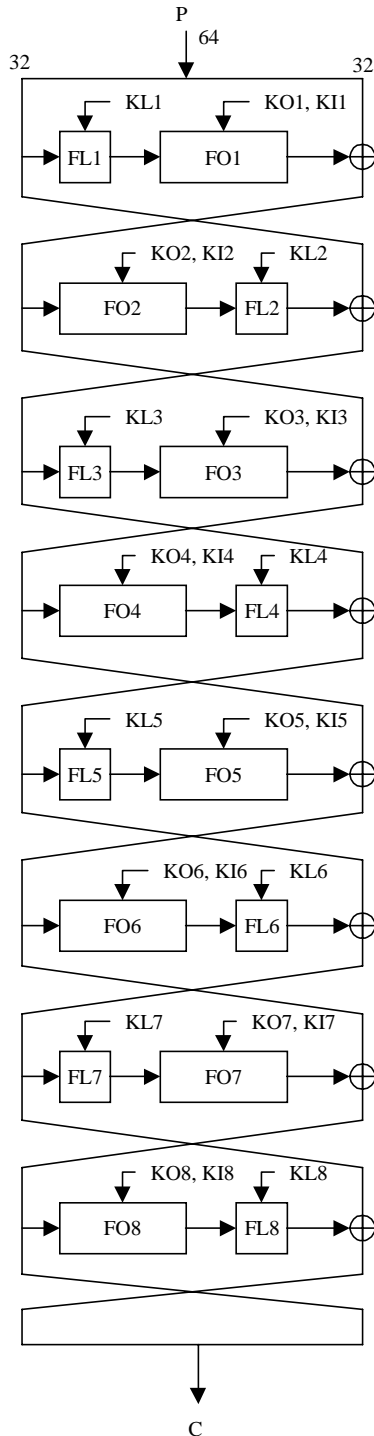 P
64
32 32
KL1 KO1, KI1
FL1 FO1
KO2, KI2 KL2
FO2 FL2
KL3 KO3, KI3
FL3 FO3
KO4, KI4 KL4
FO4 FL4
KL5 KO5, KI5
FL5 FO5
KO6, KI6 KL6
FO6 FL6
KL7 KO7, KI7
FL7 FO7
KO8, KI8 KL8
FO8 FL8
C